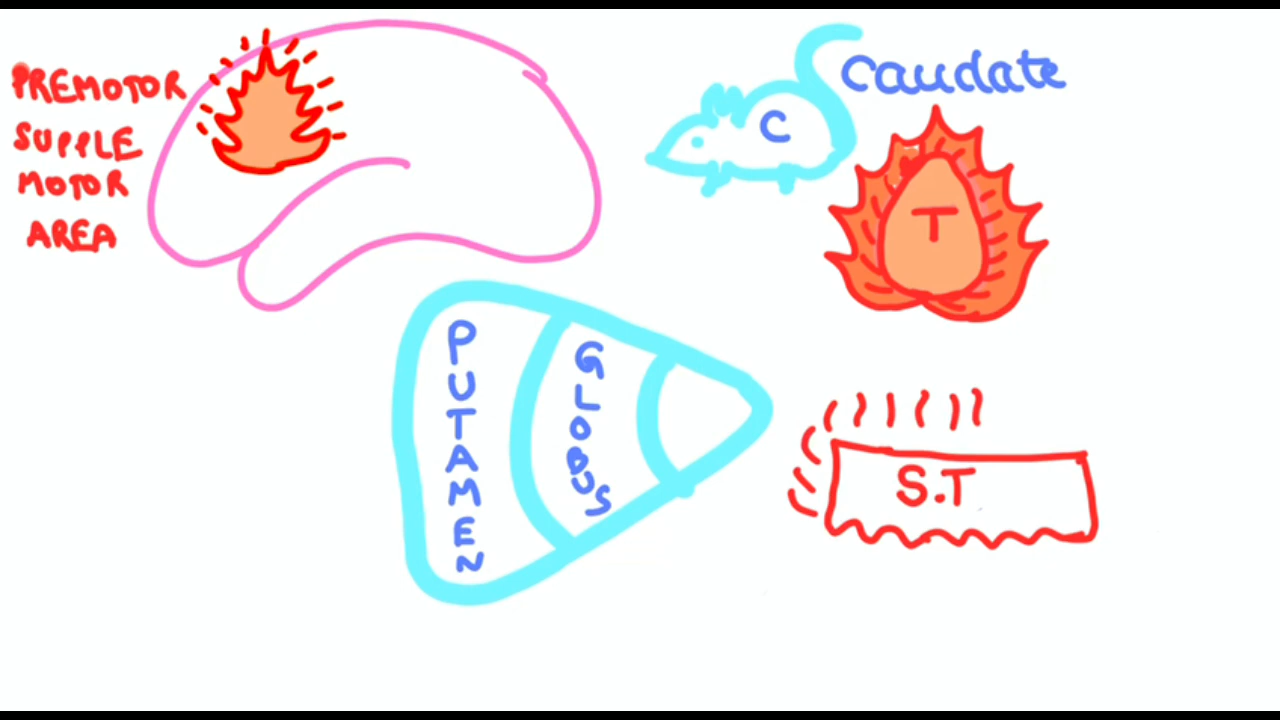 PREMOTOR
SUPPLE
MOTOR
AREA
C
Caudate
T
PUTAMEN
GLOBUS
S.T